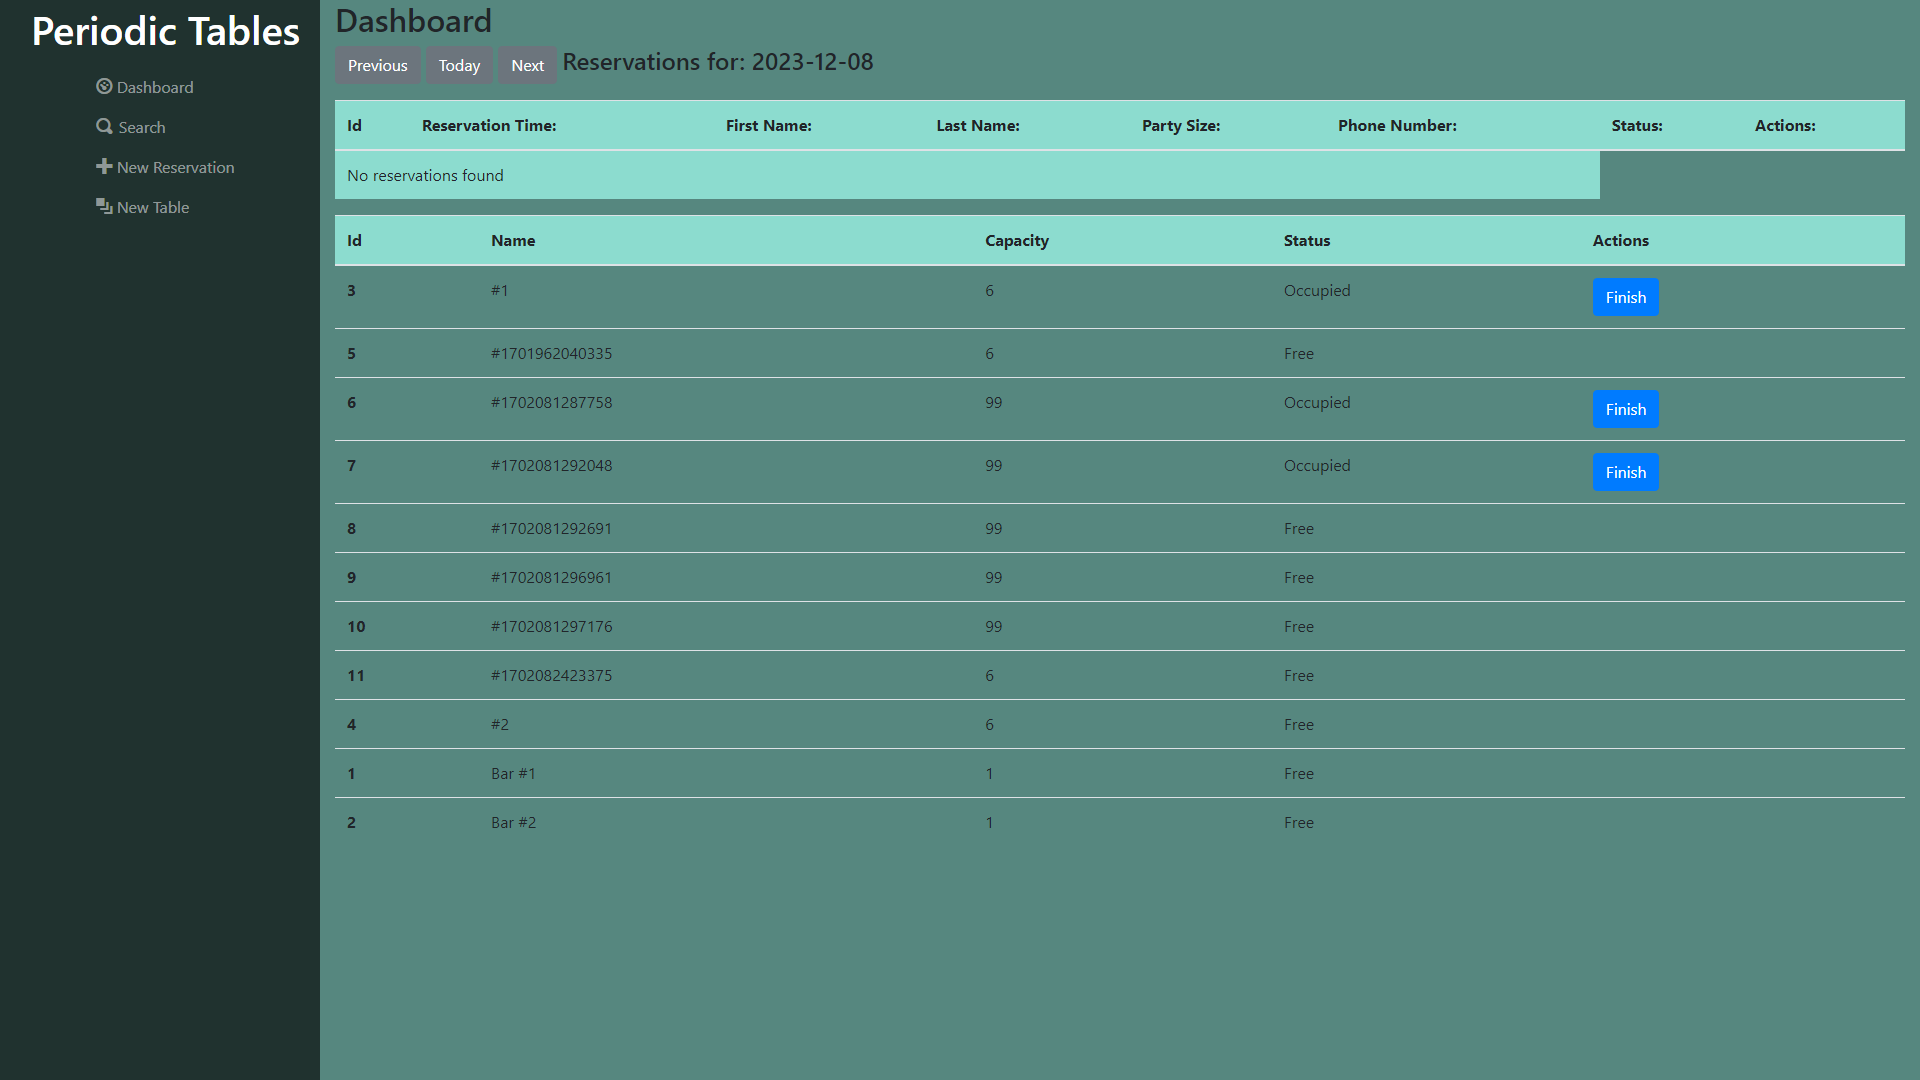 Periodic Tables
Dashboard
Search
New Reservation
New Table
Dashboard
Previous Today Next Reservations for: 2023-12-08
Id Reservation Time: First Name: Last Name: Party Size: Phone Number: Status: Actions:
No reservations found
Id Name Capacity Status Actions
3 #1 6 Occupied Finish
5 #1701962040335 6 Free
6 #1702081287758 99 Occupied Finish
7 #1702081292048 99 Occupied Finish
8 #1702081292691 99 Free
9 #1702081296961 99 Free
10 #1702081297176 99 Free
11 #1702082423375 6 Free
4 #2 6 Free
1 Bar #1 1 Free
2 Bar #2 1 Free